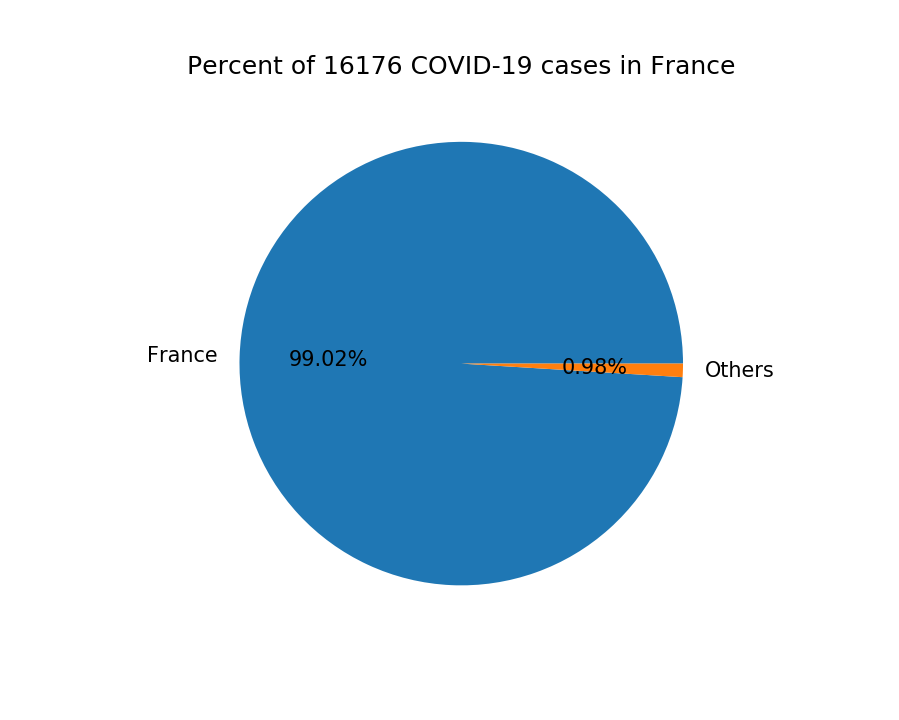 Percent of 16176 COVID-19 cases in France
France
99.02%
0.98%
Others